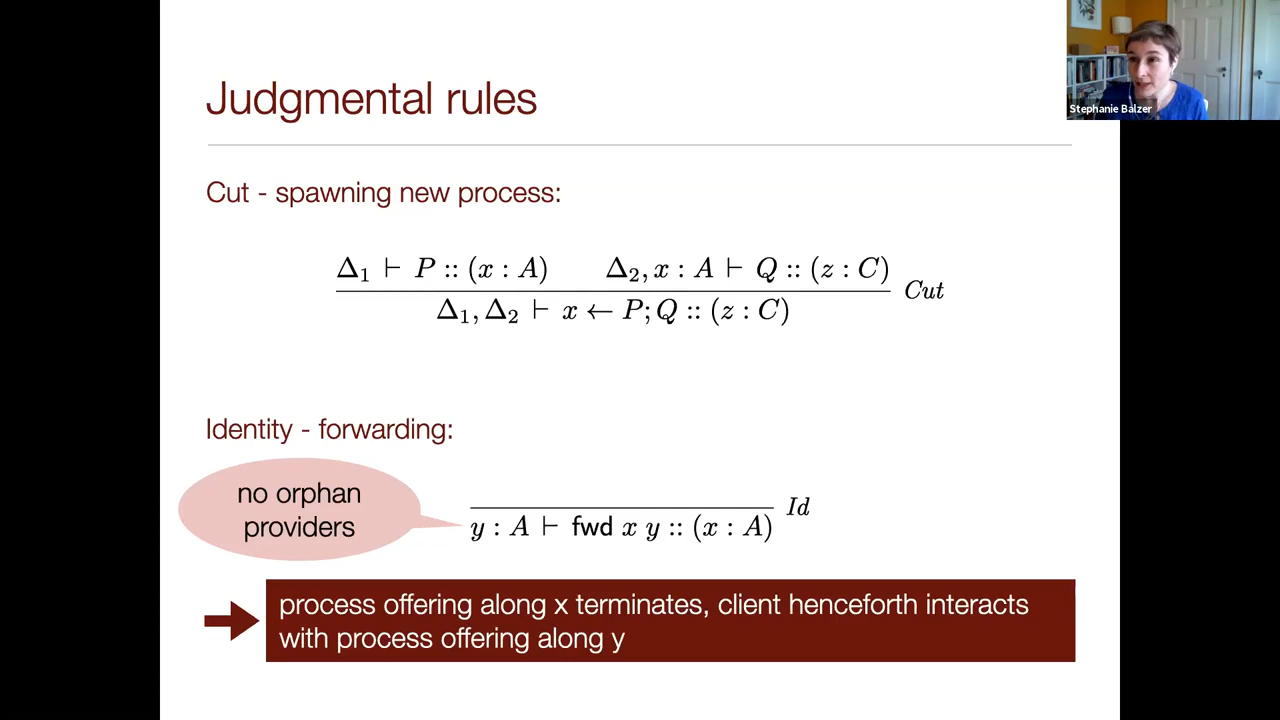 Judgmental rules
Stephanie Balzer
Cut - spawning new process:
Δ₁ ⊢ P :: (x : A) Δ₂, x : A ⊢ Q :: (z : C)
Cut
Δ₁, Δ₂ ⊢ x ← P; Q :: (z : C)
Identity - forwarding:
no orphan
providers
Id
y : A ⊢ fwd x y :: (x : A)
process offering along x terminates, client henceforth interacts
with process offering along y